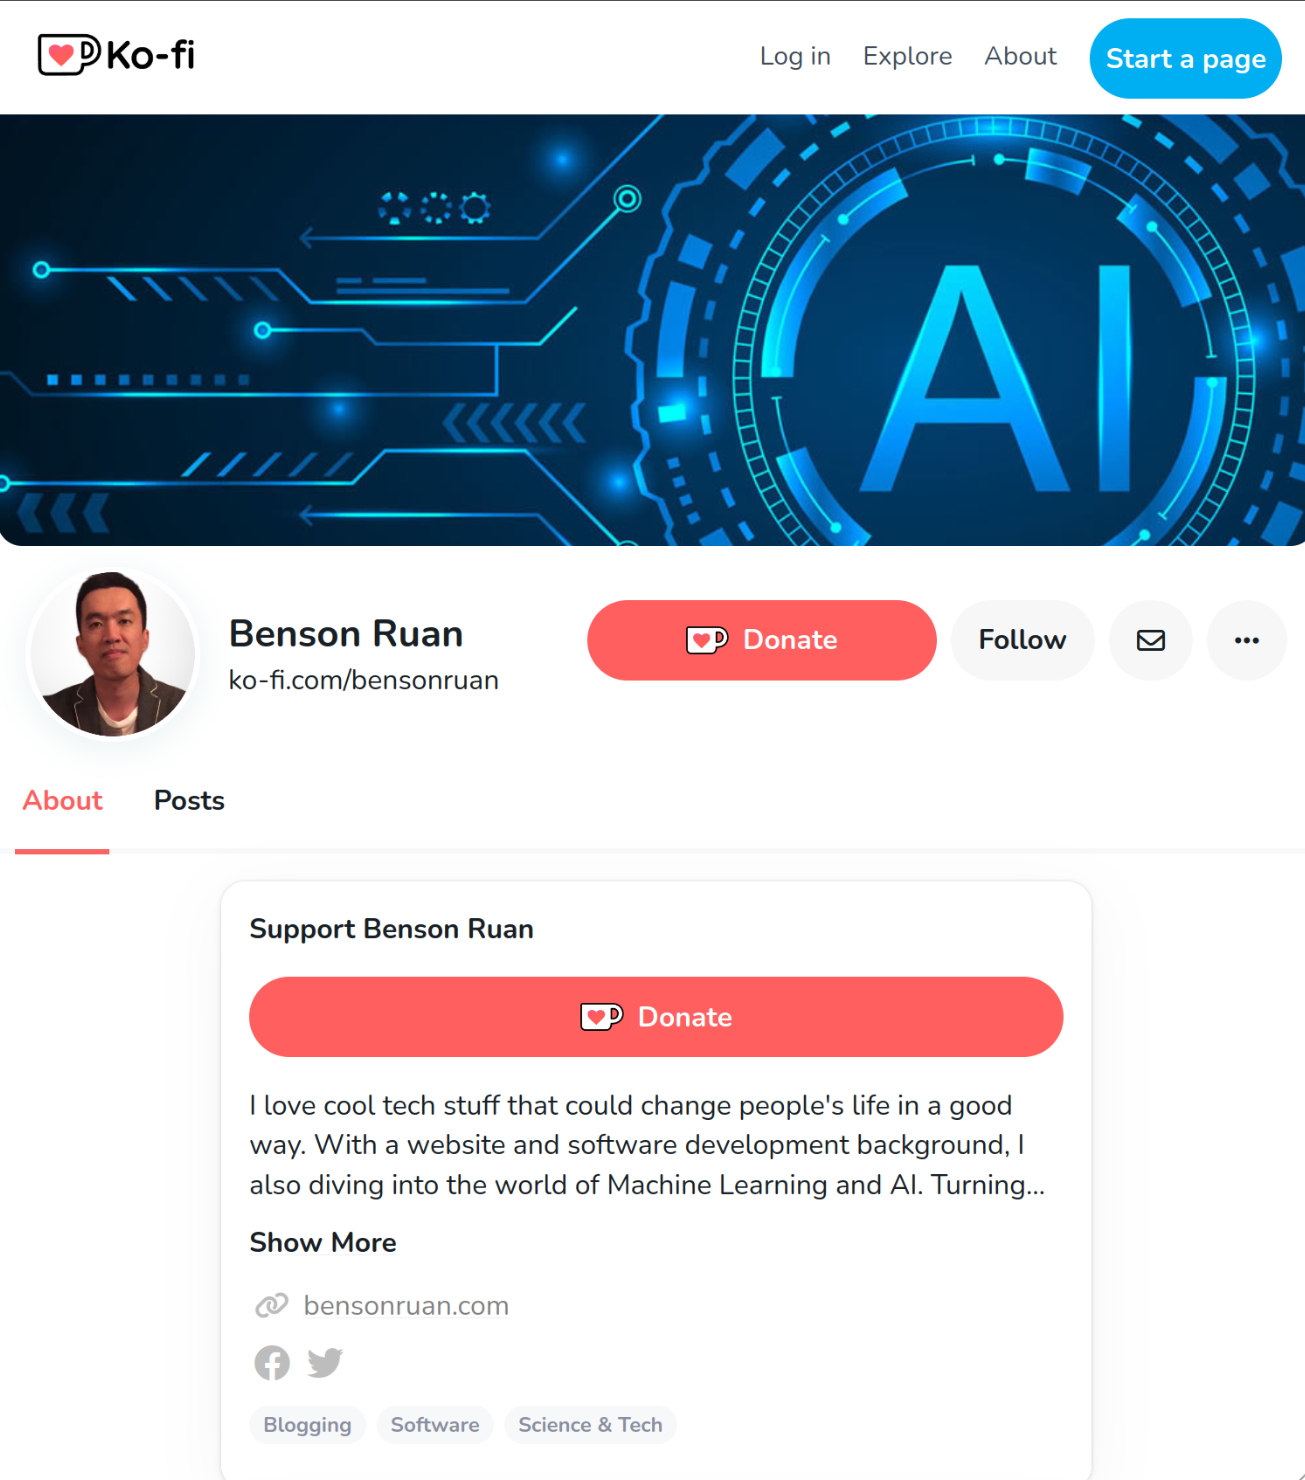 Ko-fi
Log in
Explore
About
Start a page
AI
Benson Ruan
ko-fi.com/bensonruan
Donate
Follow
About
Posts
Support Benson Ruan
Donate
I love cool tech stuff that could change people's life in a good
way. With a website and software development background, I
also diving into the world of Machine Learning and AI. Turning...
Show More
bensonruan.com
Blogging
Software
Science & Tech